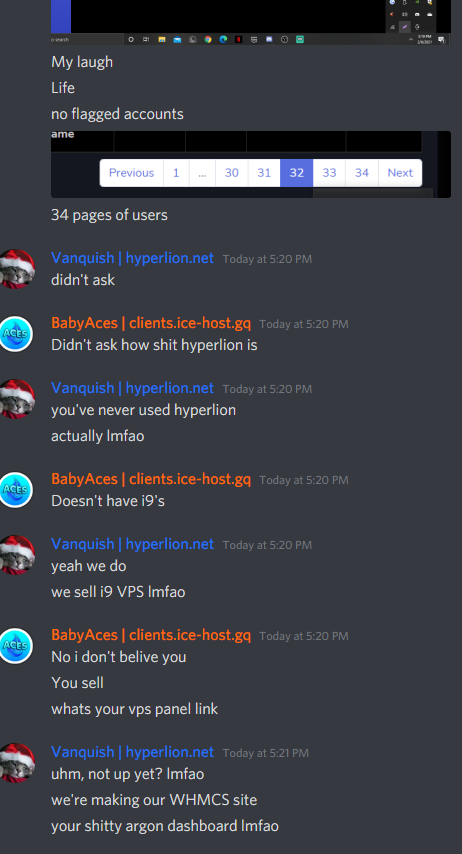 o search
My laugh
Life
no flagged accounts
ame
Previous 1 ... 30 31 32 33 34 Next
34 pages of users
Vanquish | hyperlion.net Today at 5:20 PM
didn't ask
ACES
BabyAces | clients.ice-host.gq Today at 5:20 PM
Didn't ask how shit hyperlion is
Vanquish | hyperlion.net Today at 5:20 PM
you've never used hyperlion
actually lmfao
ACES
BabyAces | clients.ice-host.gq Today at 5:20 PM
Doesn't have i9's
Vanquish | hyperlion.net Today at 5:20 PM
yeah we do
we sell i9 VPS lmfao
ACES
BabyAces | clients.ice-host.gq Today at 5:20 PM
No i don't belive you
You sell
whats your vps panel link
Vanquish | hyperlion.net Today at 5:21 PM
uhm, not up yet? lmfao
we're making our WHMCS site
your shitty argon dashboard lmfao